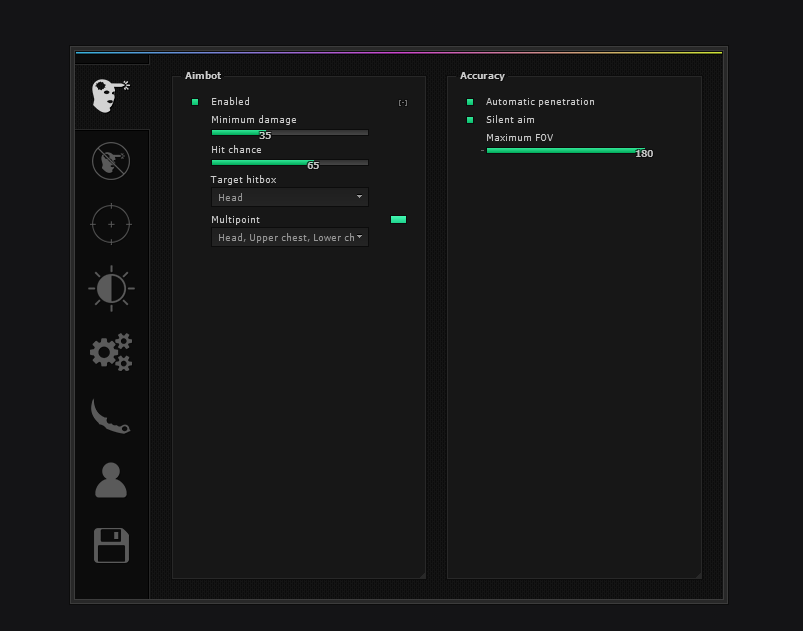 Aimbot
Enabled
[-]
Minimum damage
35
Hit chance
65
Target hitbox
Head
Multipoint
Head, Upper chest, Lower ch
Accuracy
Automatic penetration
Silent aim
Maximum FOV
-
180